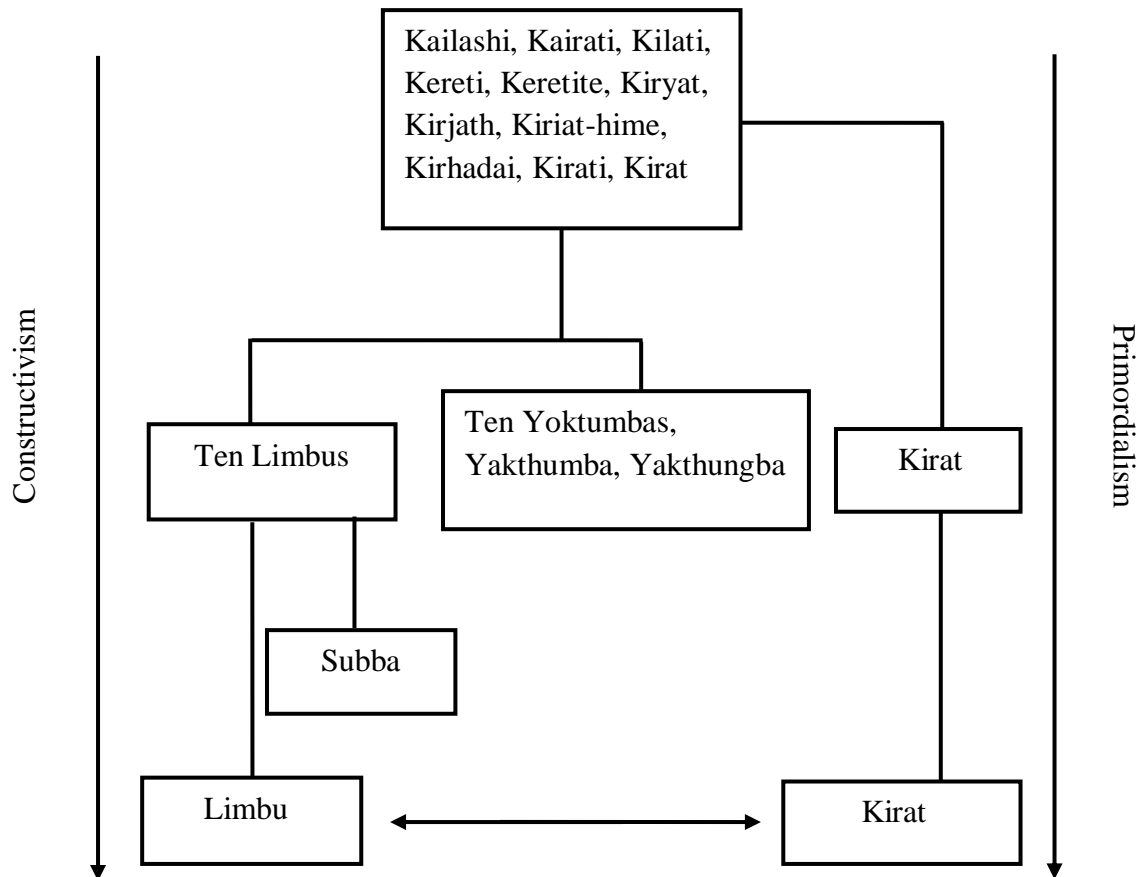 Kailashi, Kairati, Kilati,
Kereti, Keretite, Kiryat,
Kirjath, Kiriat-hime,
Kirhadai, Kirati, Kirat
Constructivism
Primordialism
Ten Limbus
Ten Yoktumbas,
Yakthumba, Yakthungba
Kirat
Subba
Limbu
Kirat